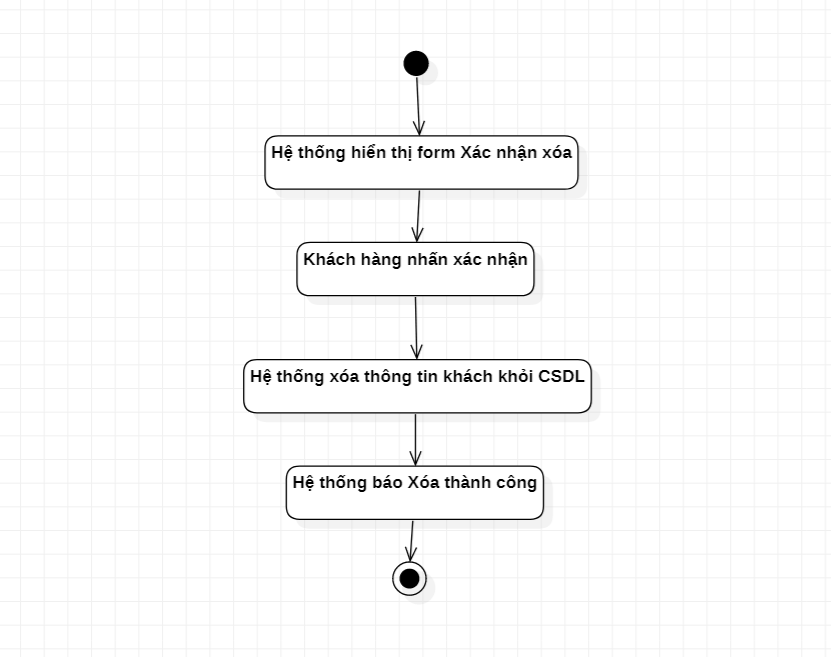 Hệ thống hiển thị form Xác nhận xóa
Khách hàng nhấn xác nhận
Hệ thống xóa thông tin khách khỏi CSDL
Hệ thống báo Xóa thành công